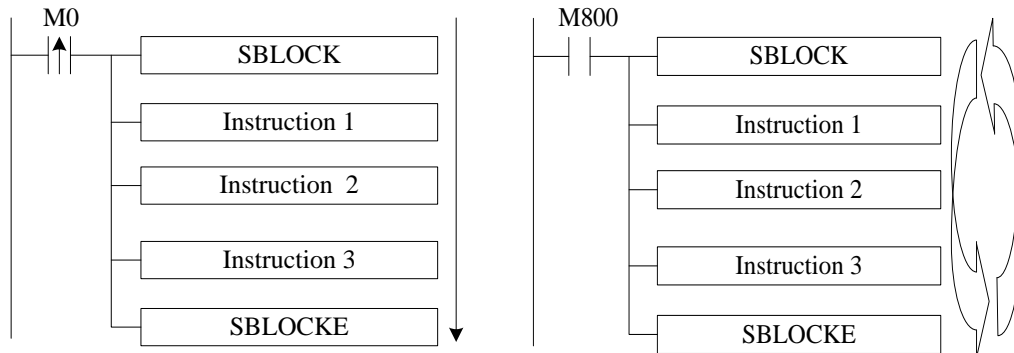 M0
SBLOCK
Instruction 1
Instruction 2
Instruction 3
SBLOCKE
M800
SBLOCK
Instruction 1
Instruction 2
Instruction 3
SBLOCKE